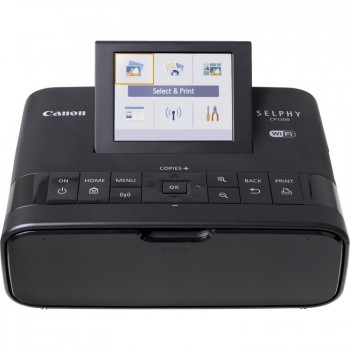 Select & Print
Canon
SELPHY
CP1300
Wi Fi
COPIES +
ON
HOME
MENU
OK
BACK
PRINT